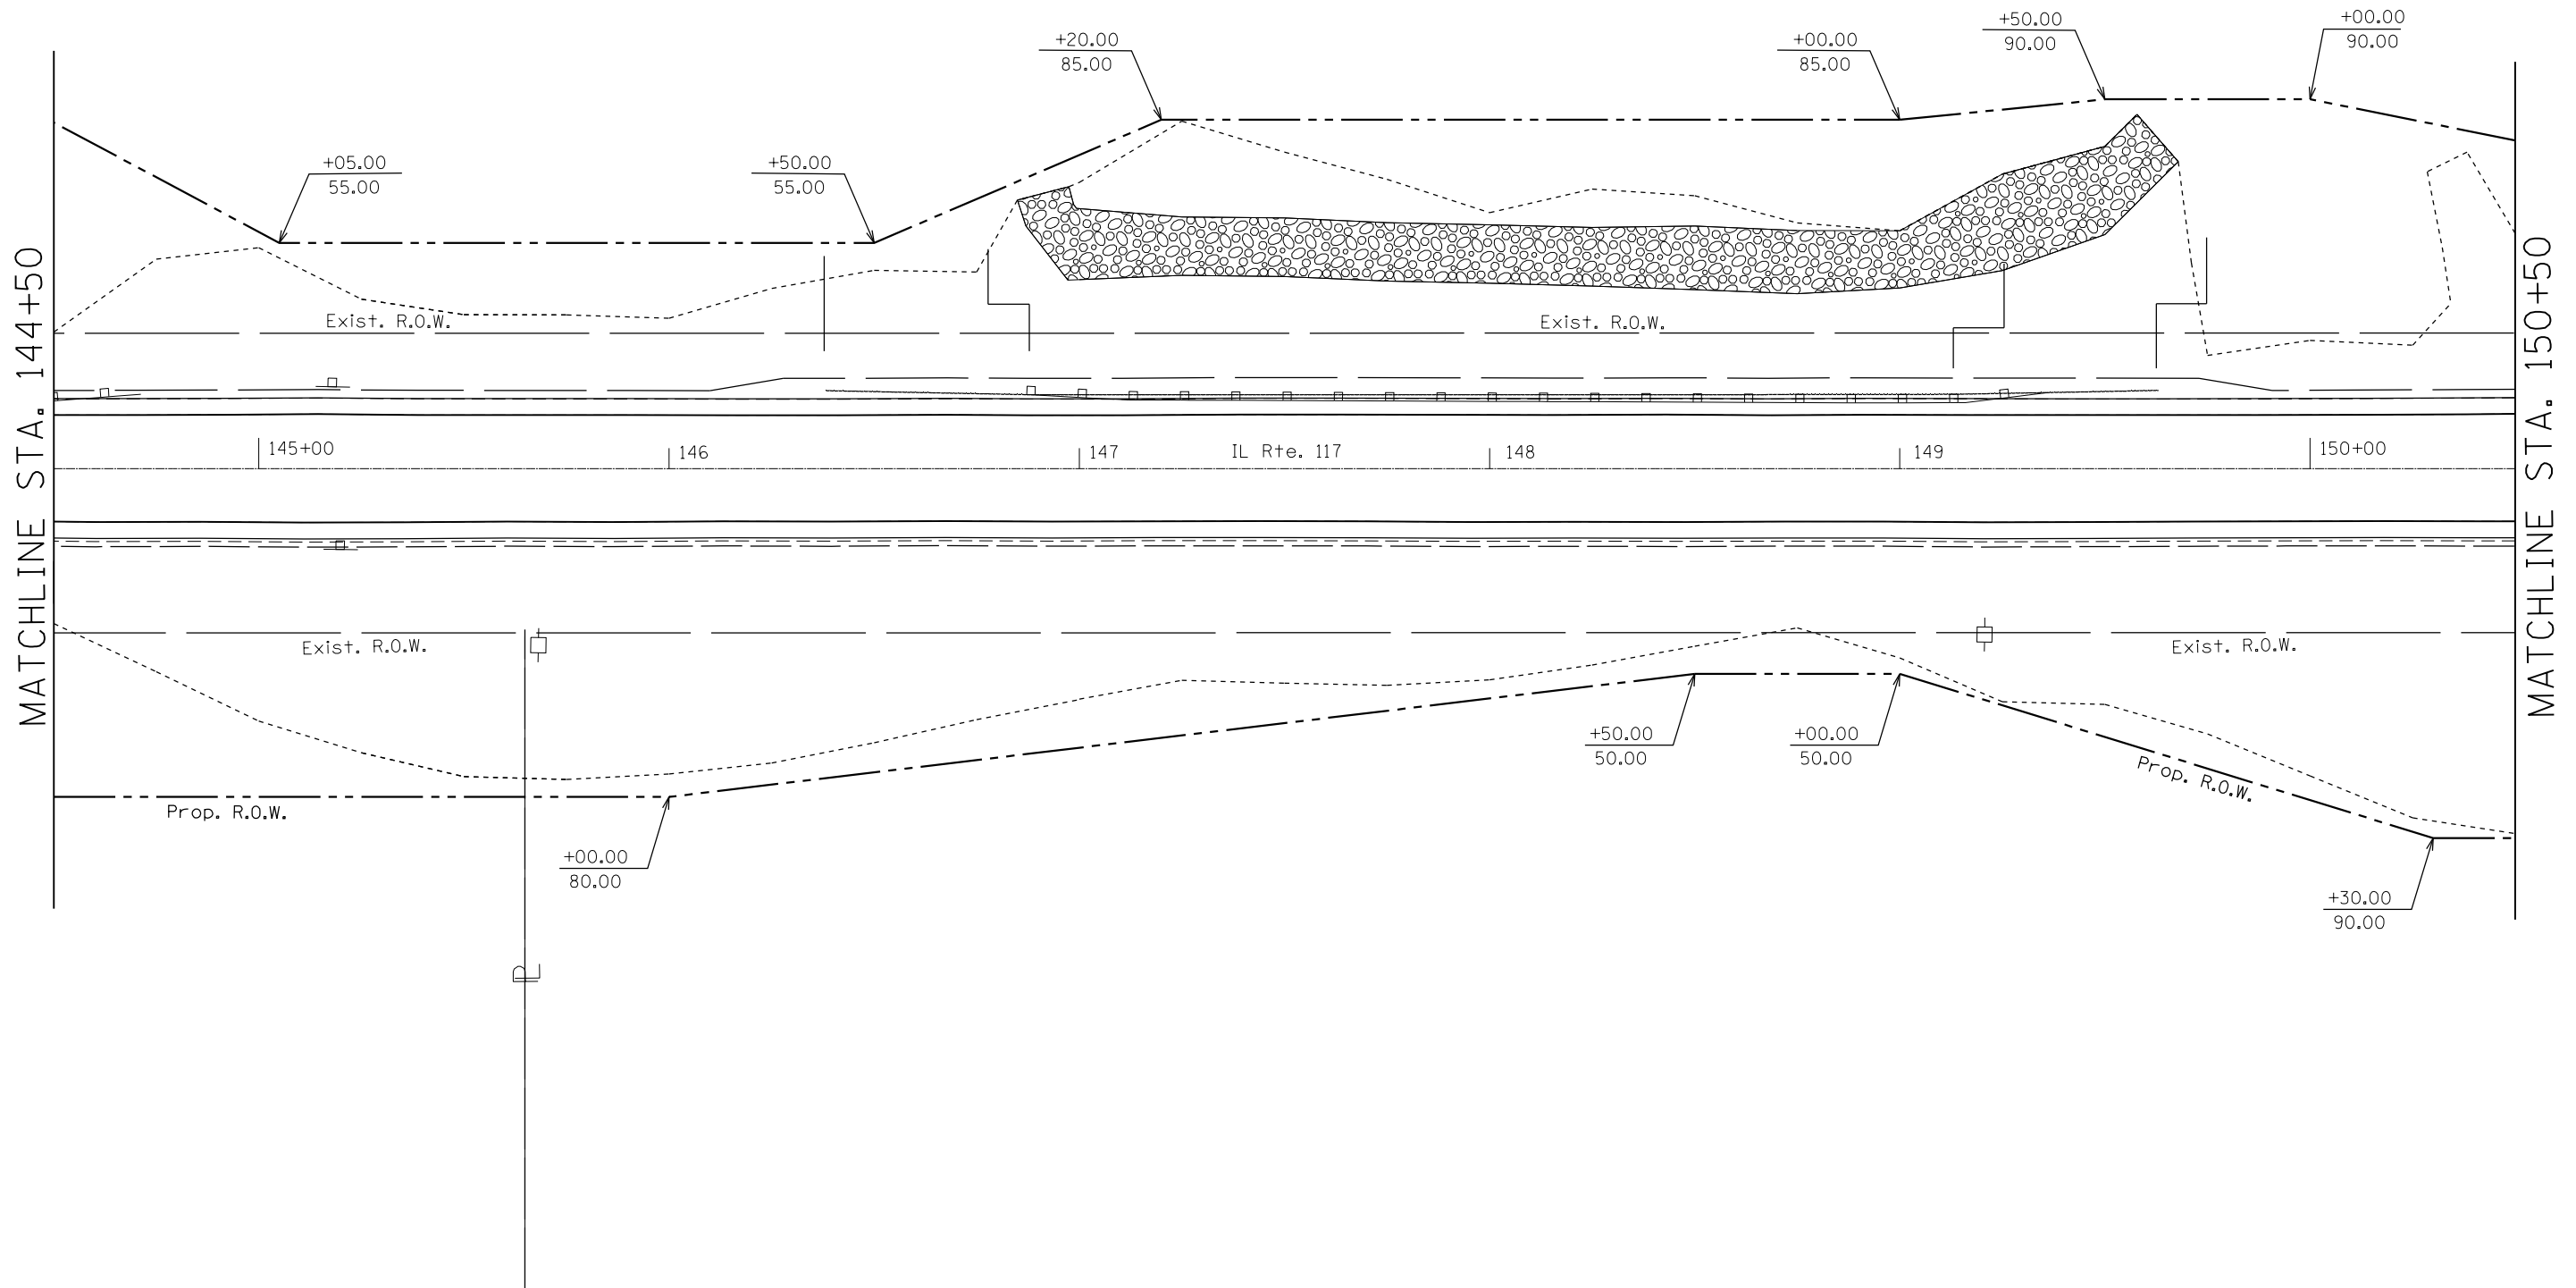 +50.00
90.00
+00.00
90.00
+20.00
85.00
+00.00
85.00
+05.00
55.00
+50.00
55.00
Exist. R.O.W.
Exist. R.O.W.
MATCHLINE STA. 144+50
MATCHLINE STA. 150+50
145+00
146
147
IL Rte. 117
148
149
150+00
Exist. R.O.W.
Exist. R.O.W.
+50.00
50.00
+00.00
50.00
Prop. R.O.W.
Prop. R.O.W.
+00.00
80.00
+30.00
90.00
PL